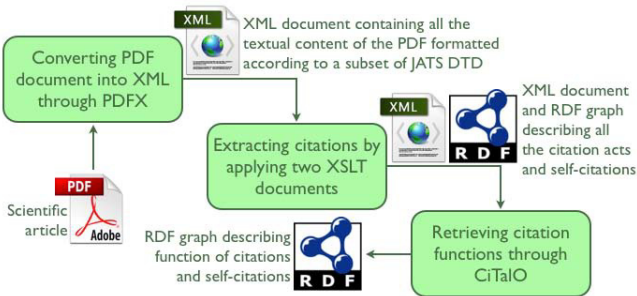 XML
XML document containing all the
textual content of the PDF formatted
according to a subset of JATS DTD
Converting PDF
document into XML
through PDFX
XML
RDF
XML document
and RDF graph
describing all
the citation acts
and self-citations
Extracting citations by
applying two XSLT
documents
PDF
Adobe
Scientific
article
RDF graph describing
function of citations
and self-citations
RDF
Retrieving citation
functions through
CiTalO